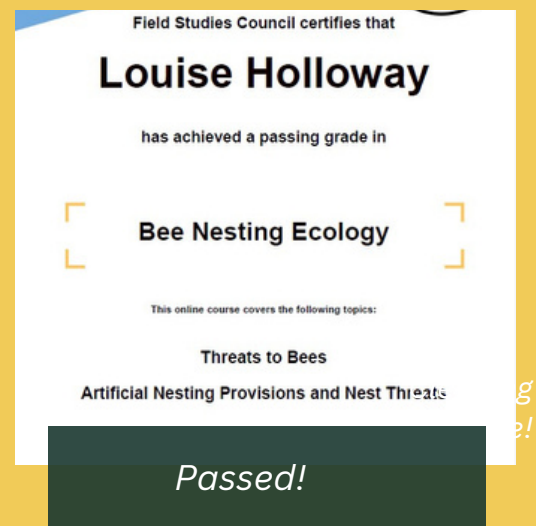 Field Studies Council certifies that
Louise Holloway
has achieved a passing grade in
Bee Nesting Ecology
This online course covers the following topics:
Threats to Bees
Artificial Nesting Provisions and Nest Threats
Passed!